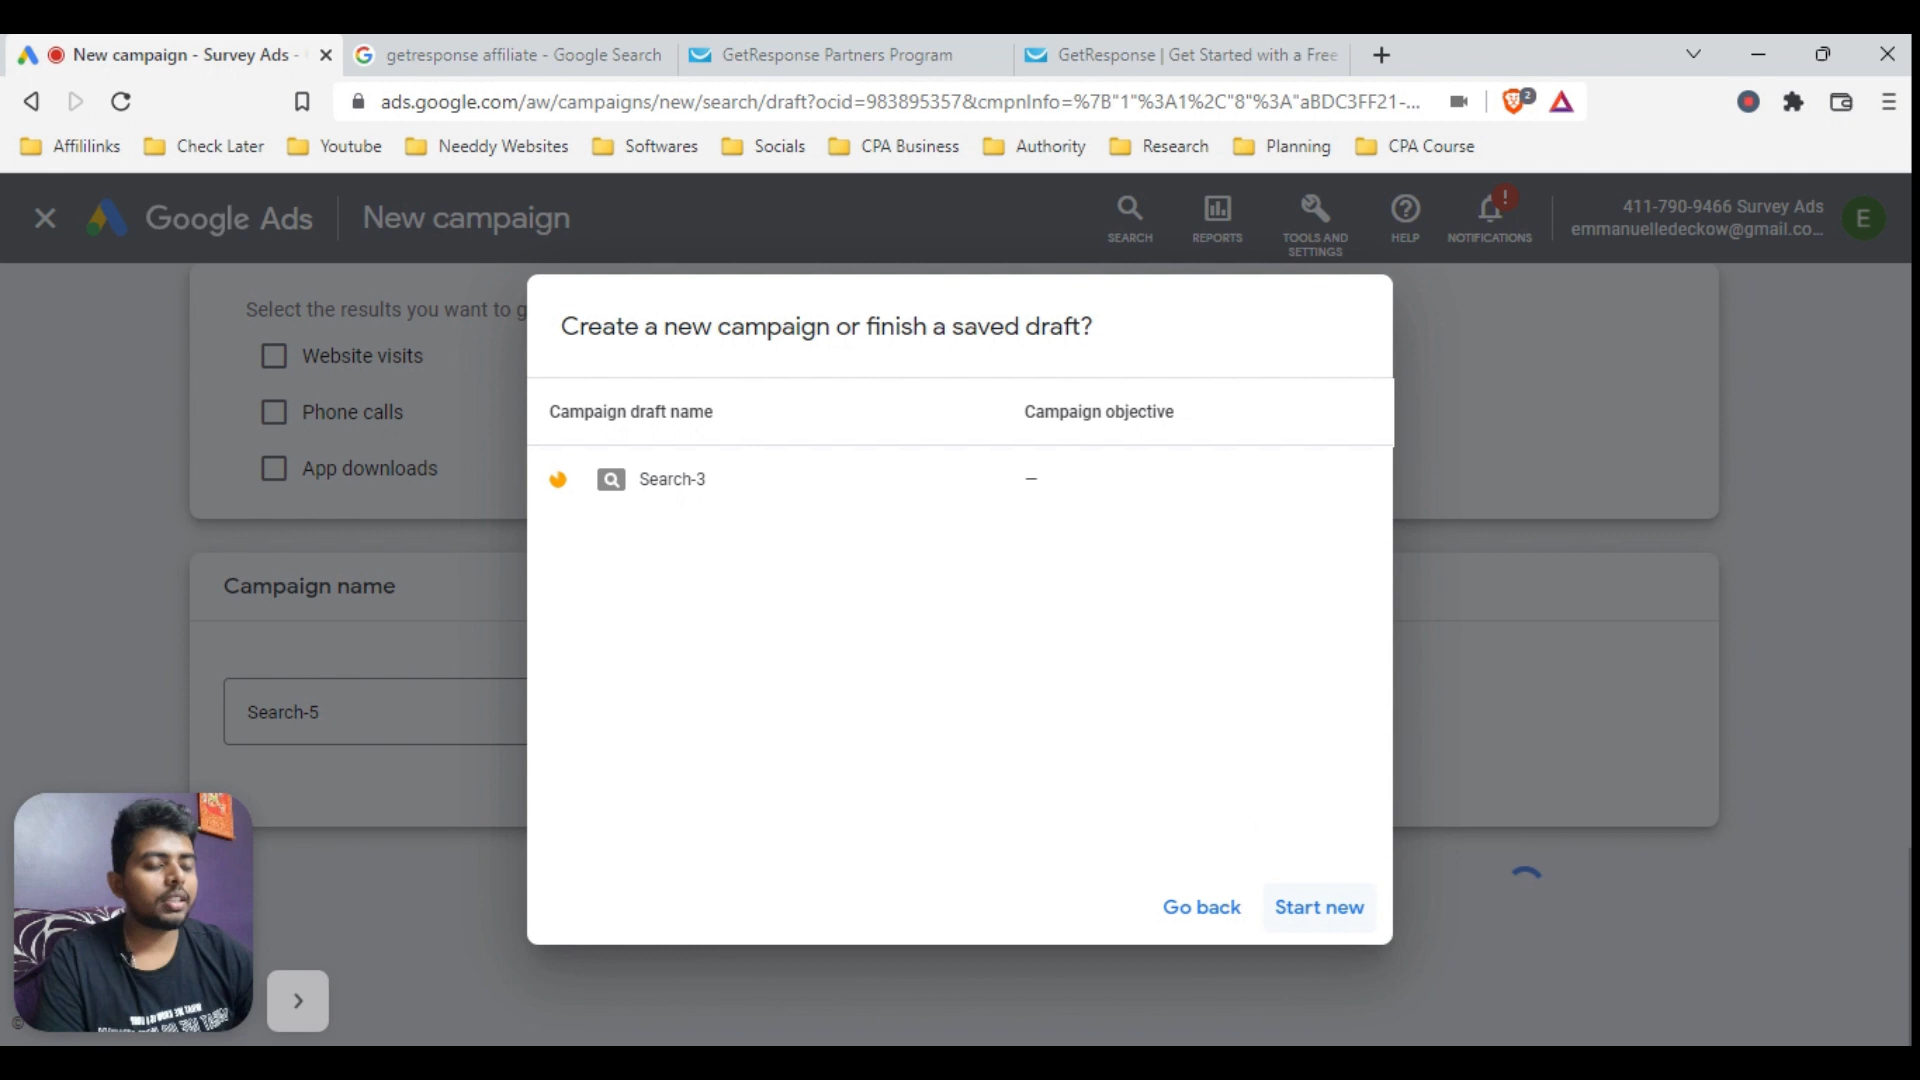 New campaign - Survey Ads -
getresponse affiliate - Google Search
GetResponse Partners Program
GetResponse | Get Started with a Free
ads.google.com/aw/campaigns/new/search/draft?ocid=983895357&cmpnInfo=%7B"1"%3A1%2C"8"%3A"aBDC3FF21-...
2
Affililinks
Check Later
Youtube
Needdy Websites
Softwares
Socials
CPA Business
Authority
Research
Planning
CPA Course
Google Ads
New campaign
SEARCH
REPORTS
TOOLS AND
SETTINGS
HELP
!
NOTIFICATIONS
411-790-9466 Survey Ads
emmanuelledeckow@gmail.co...
E
Select the results you want to g
Website visits
Phone calls
App downloads
Campaign name
Search-5
Create a new campaign or finish a saved draft?
Campaign draft name
Campaign objective
Search-3
—
Go back
Start new